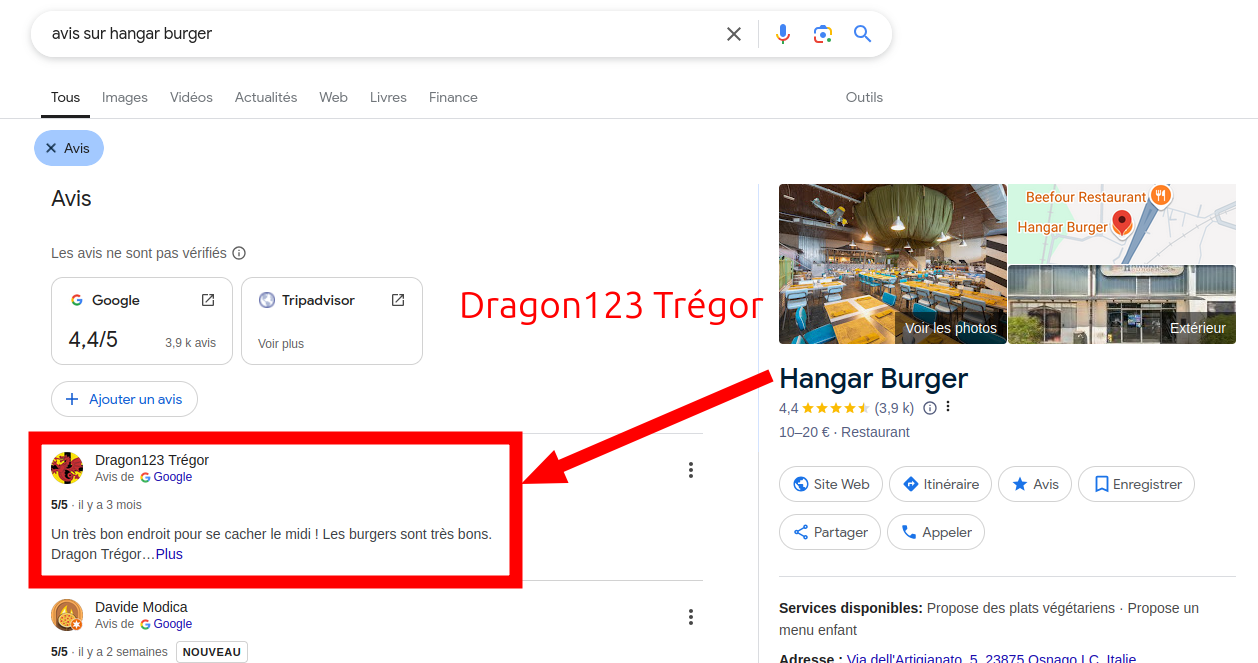 avis sur hangar burger
Tous Images Vidéos Actualités Web Livres Finance Outils
Avis
Avis
Les avis ne sont pas vérifiés
Google
4,4/5 3,9 k avis
Tripadvisor
Voir plus
Dragon123 Trégor
Ajouter un avis
Dragon123 Trégor
Avis de Google
5/5 · il y a 3 mois
Un très bon endroit pour se cacher le midi ! Les burgers sont très bons.
Dragon Trégor…Plus
Davide Modica
Avis de Google
5/5 · il y a 2 semaines NOUVEAU
Voir les photos
Beefour Restaurant
Hangar Burger
Extérieur
Hangar Burger
4,4 (3,9 k)
10–20 € · Restaurant
Site Web Itinéraire Avis Enregistrer
Partager Appeler
Services disponibles: Propose des plats végétariens · Propose un
menu enfant
Adresse : Via dell'Artigianato, 5, 23875 Osnago LC, Italie